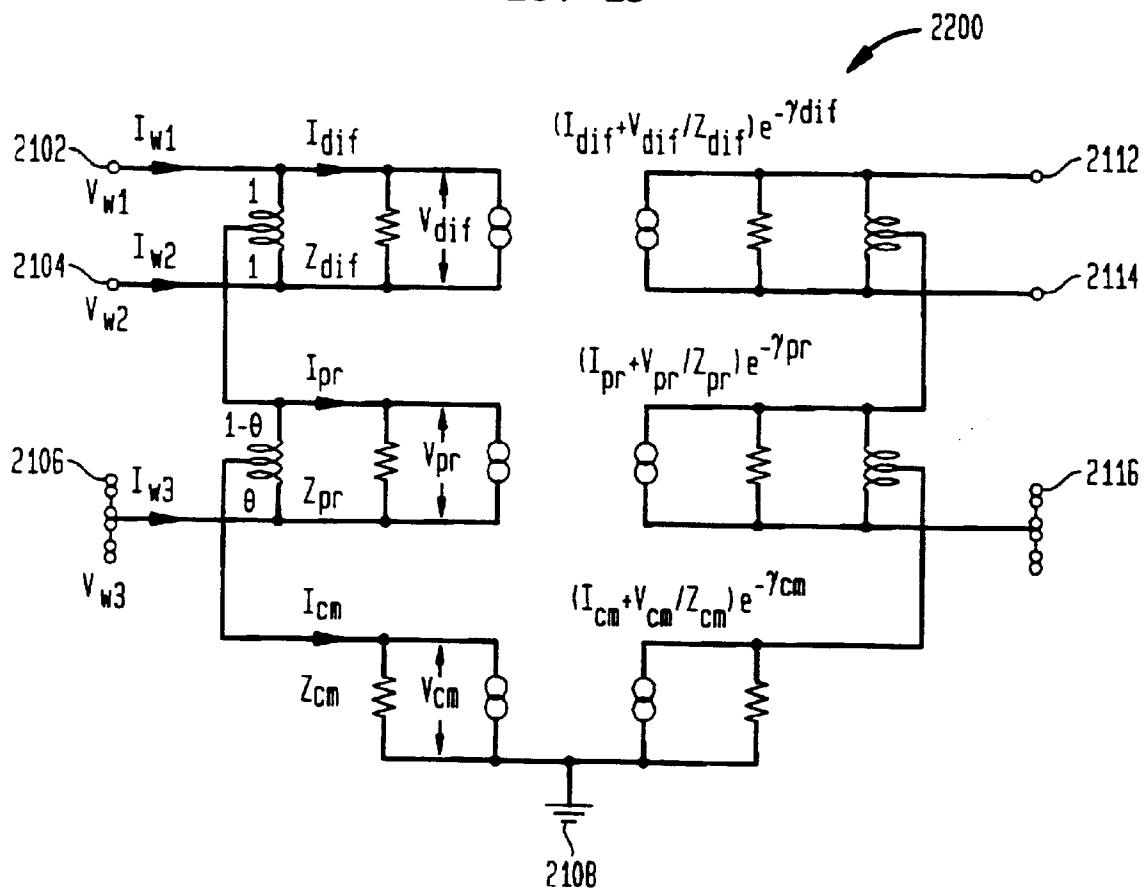 2200
(I_dif+V_dif/Z_dif)e^-γdif
2102
I_w1
I_dif
2112
V_w1
1
V_dif
I_w2
1
Z_dif
2104
2114
V_w2
(I_pr+V_pr/Z_pr)e^-γpr
I_pr
1-θ
2106
V_pr
2116
I_w3
θ
Z_pr
V_w3
I_cm
(I_cm+V_cm/Z_cm)e^-γcm
Z_cm
V_cm
2108